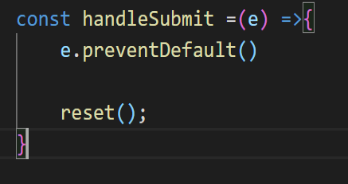 const handleSubmit =(e) =>{
e.preventDefault()
reset();
}